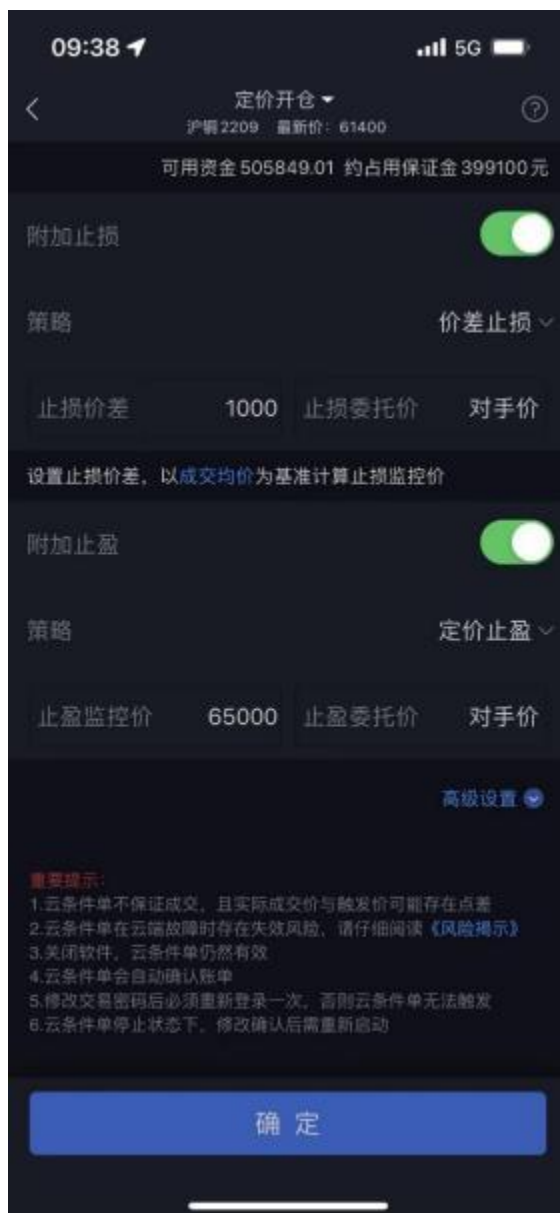 09:38
5G
定价开仓
沪铜2209 最新价：61400
可用资金505849.01 约占用保证金399100元
附加止损
策略 价差止损
止损价差 1000 止损委托价 对手价
设置止损价差，以成交均价为基准计算止损监控价
附加止盈
策略 定价止盈
止盈监控价 65000 止盈委托价 对手价
高级设置
重要提示:
1.云条件单不保证成交，且实际成交价与触发价可能存在点差
2.云条件单在云端故障时存在失效风险，请仔细阅读《风险揭示》
3.关闭软件，云条件单仍然有效
4.云条件单会自动确认账单
5.修改交易密码后必须重新登录一次，否则云条件单无法触发
6.云条件单停止状态下，修改确认后需重新启动
确定